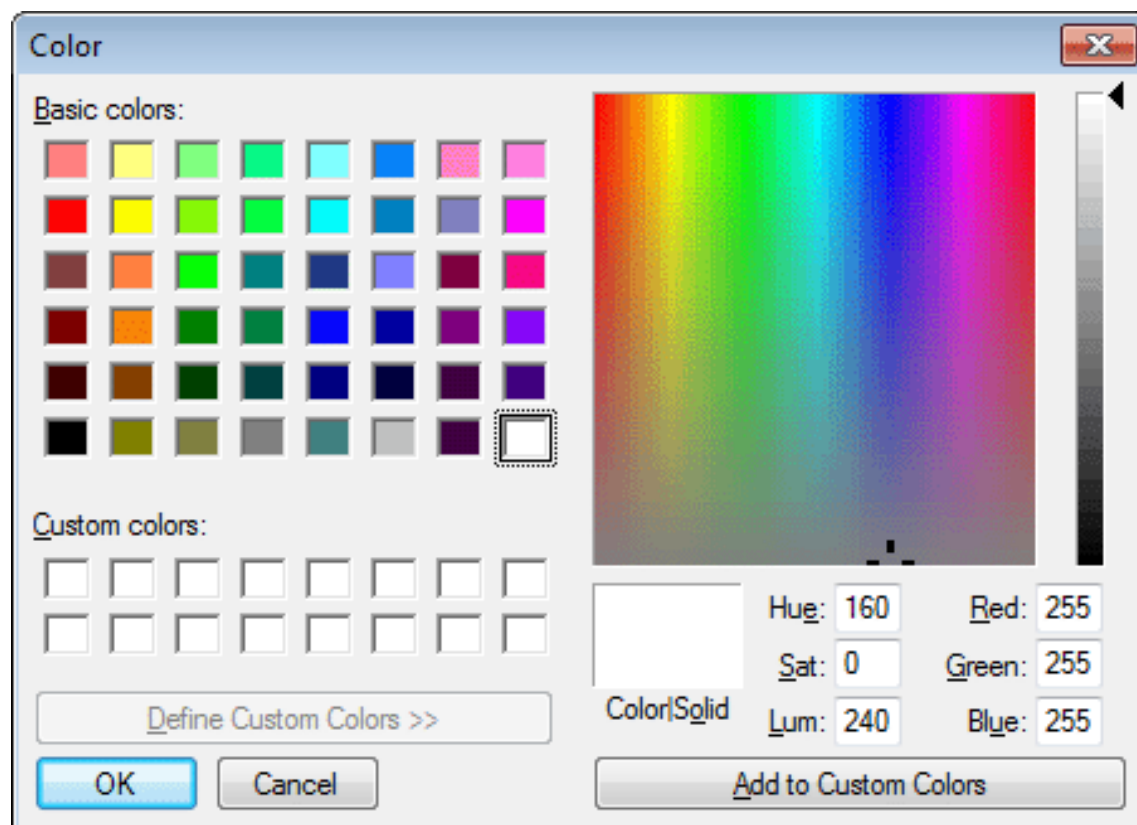 Color
Basic colors:
Custom colors:
Define Custom Colors >>
OK
Cancel
Color|Solid
Hue: 160
Sat: 0
Lum: 240
Red: 255
Green: 255
Blue: 255
Add to Custom Colors